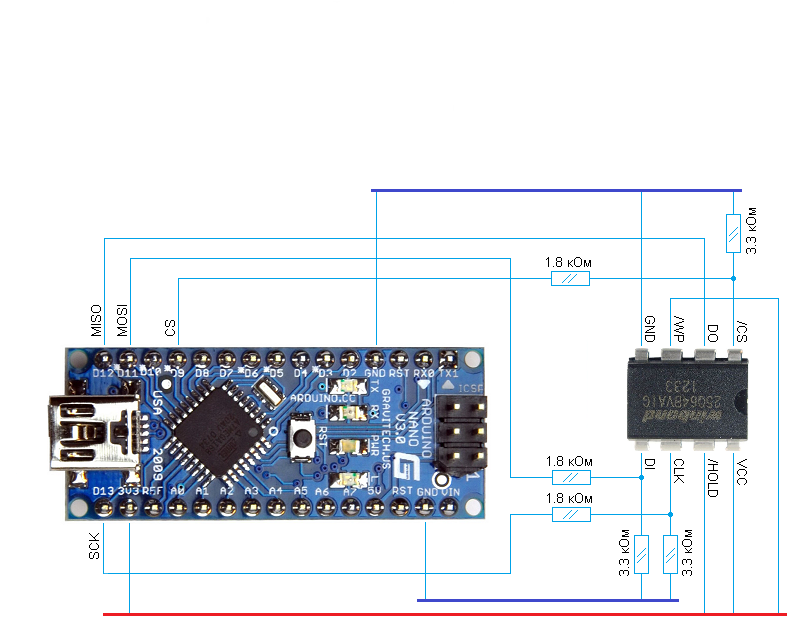 3.3 кОм
1.8 кОм
MISO
MOSI
CS
GND
/WP
DO
/CS
D12 D11 D10 D9 D8 D7 D6 D5 D4 D3 D2 GND RST RX0 TX1
TX
RX
PWR
L
ICSP
1
ARDUINO.CC
USA
2009
RST
GRAVITECH.US
ARDUINO
NANO
V3.0
G
winbond
25Q64BVAIG
1233
D13 3V3 REF A0 A1 A2 A3 A4 A5 A6 A7 5V RST GND VIN
DI
CLK
/HOLD
VCC
1.8 кОм
1.8 кОм
SCK
3.3 кОм
3.3 кОм